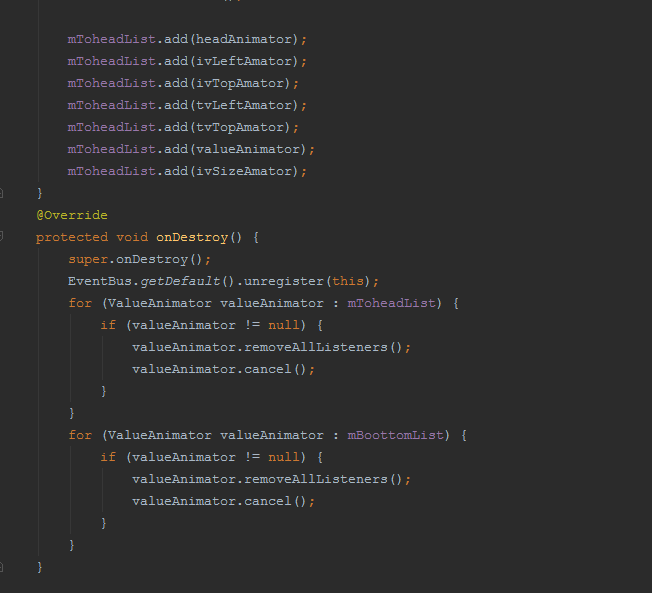 mToheadList.add(headAnimator);
mToheadList.add(ivLeftAmator);
mToheadList.add(ivTopAmator);
mToheadList.add(tvLeftAmator);
mToheadList.add(tvTopAmator);
mToheadList.add(valueAnimator);
mToheadList.add(ivSizeAmator);
}
@Override
protected void onDestroy() {
super.onDestroy();
EventBus.getDefault().unregister(this);
for (ValueAnimator valueAnimator : mToheadList) {
if (valueAnimator != null) {
valueAnimator.removeAllListeners();
valueAnimator.cancel();
}
}
for (ValueAnimator valueAnimator : mBoottomList) {
if (valueAnimator != null) {
valueAnimator.removeAllListeners();
valueAnimator.cancel();
}
}
}